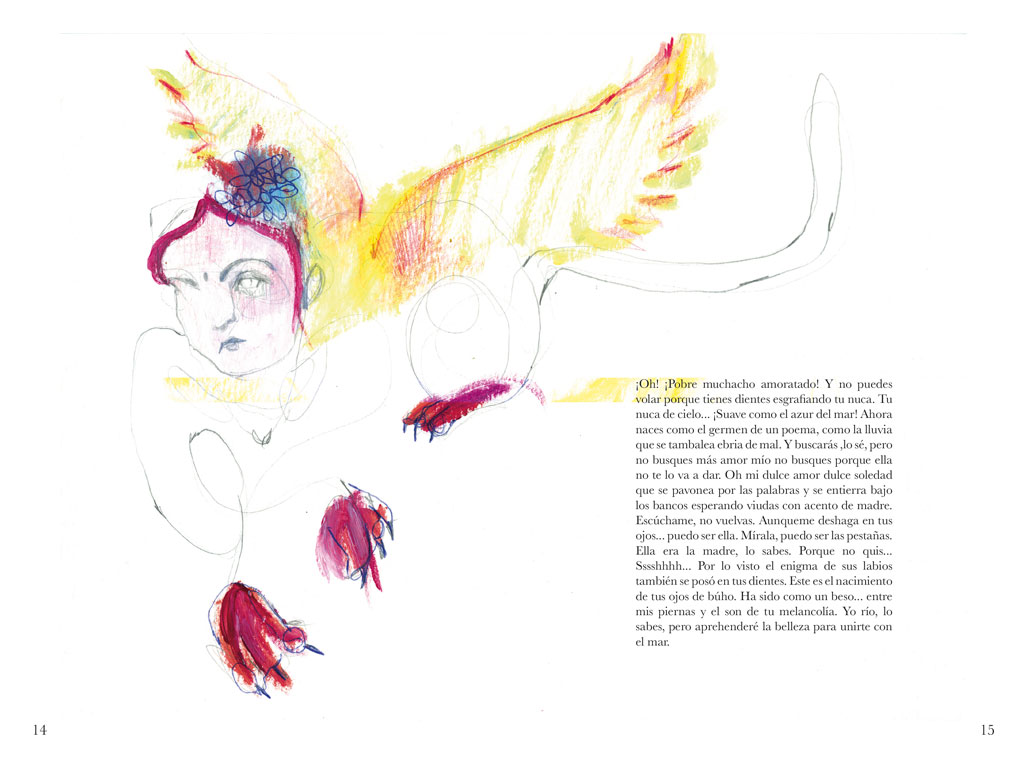 ¡Oh! ¡Pobre muchacho amoratado! Y no puedes
volar porque tienes dientes esgrafiando tu nuca. Tu
nuca de cielo... ¡Suave como el azur del mar! Ahora
naces como el germen de un poema, como la lluvia
que se tambalea ebria de mal. Y buscarás ,lo sé, pero
no busques más amor mío no busques porque ella
no te lo va a dar. Oh mi dulce amor dulce soledad
que se pavonea por las palabras y se entierra bajo
los bancos esperando viudas con acento de madre.
Escúchame, no vuelvas. Aunqueme deshaga en tus
ojos... puedo ser ella. Mírala, puedo ser las pestañas.
Ella era la madre, lo sabes. Porque no quis...
Sssshhhh... Por lo visto el enigma de sus labios
también se posó en tus dientes. Este es el nacimiento
de tus ojos de búho. Ha sido como un beso... entre
mis piernas y el son de tu melancolía. Yo río, lo
sabes, pero aprehenderé la belleza para unirte con
el mar.
14
15